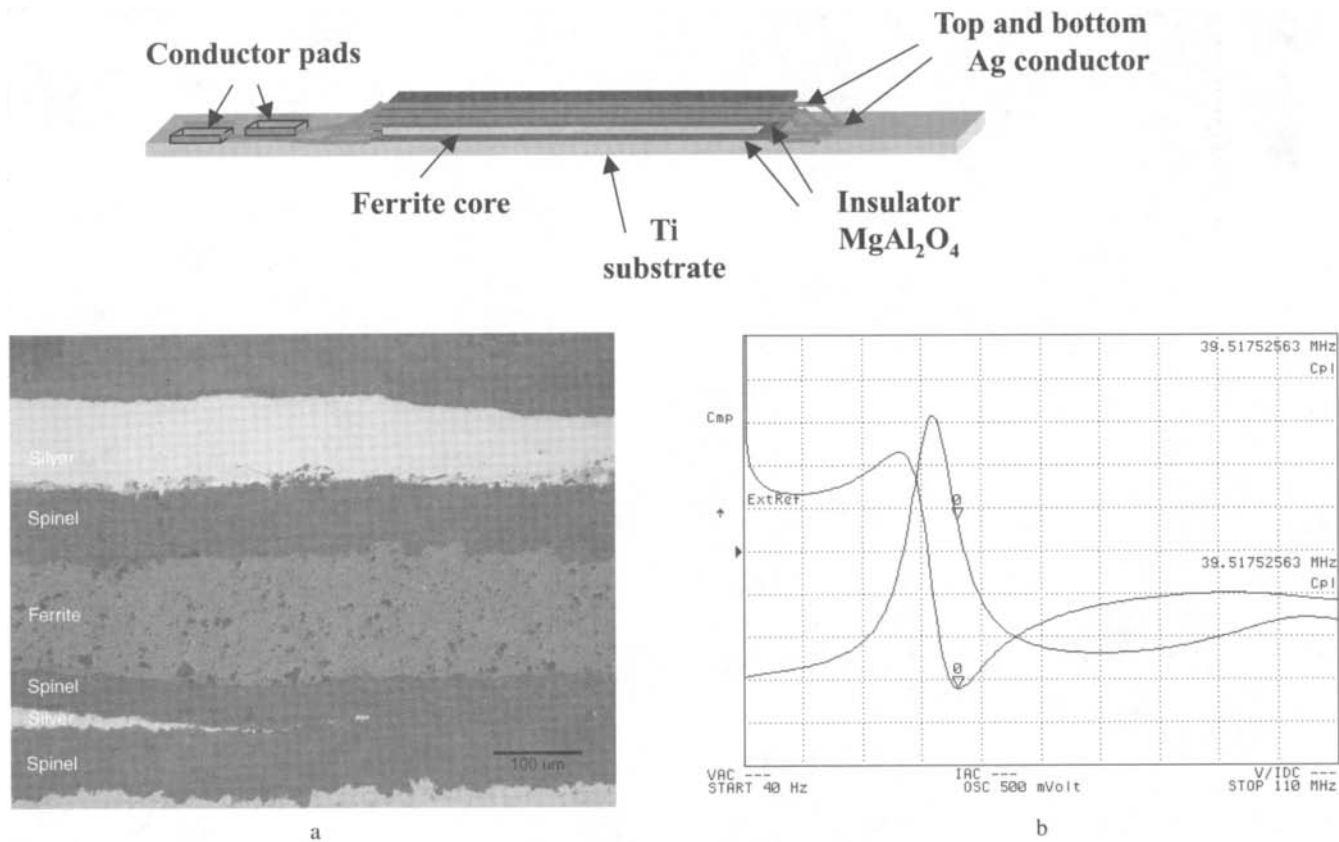 Conductor pads
Top and bottom
Ag conductor
Ferrite core
Ti
substrate
Insulator
MgAl₂O₄
Silver
Spinel
Ferrite
Spinel
Silver
Spinel
100 um
a
39.51752563 MHz
Cpl
Cmp
ExtRef
0
39.51752563 MHz
Cpl
0
VAC --- IAC --- V/IDC ---
START 40 Hz OSC 500 mVolt STOP 110 MHz
b